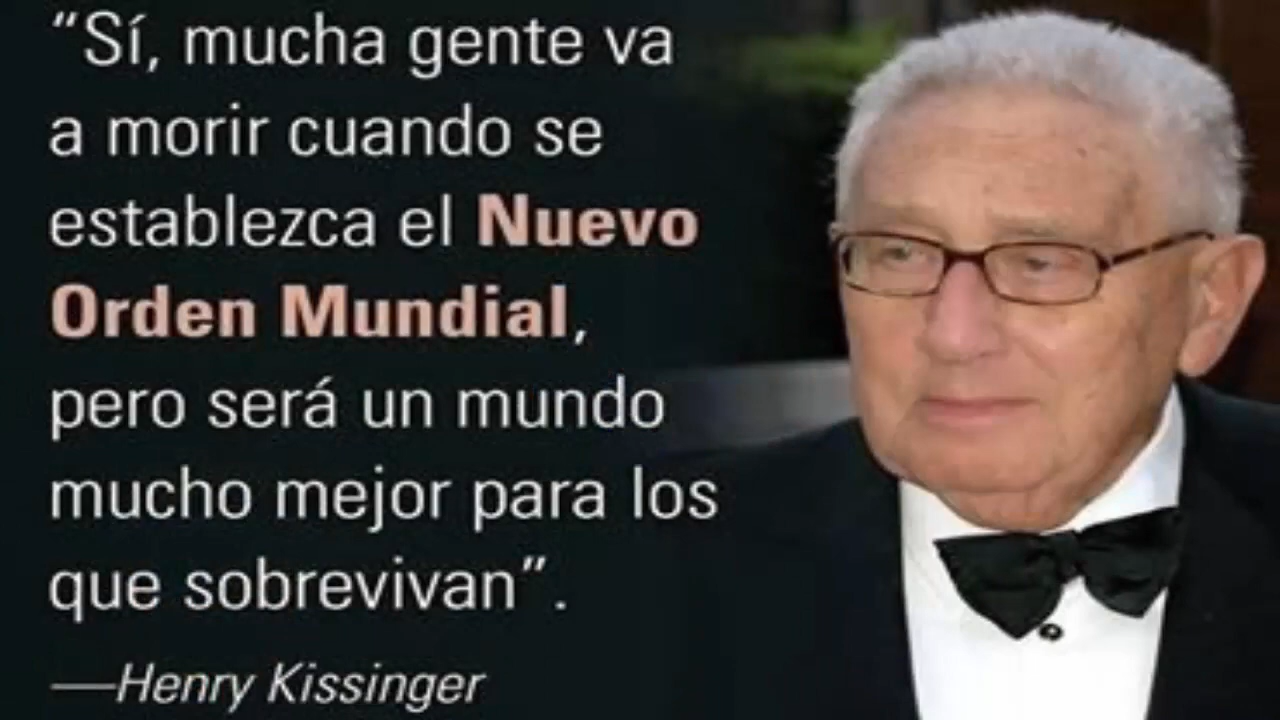 “Sí, mucha gente va
a morir cuando se
establezca el Nuevo
Orden Mundial,
pero será un mundo
mucho mejor para los
que sobrevivan”.
—Henry Kissinger